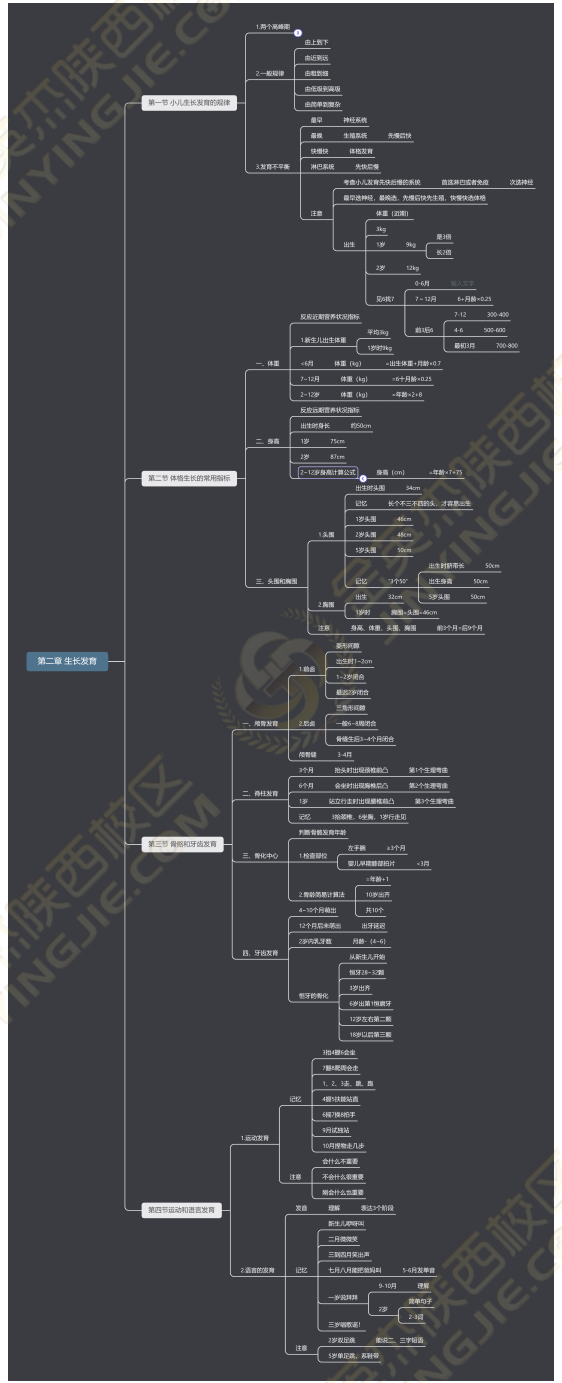 第二章 生长发育
第一节 小儿生长发育的规律
1.两个高峰期
2.一般规律
由上到下
由近到远
由粗到细
由低级到高级
由简单到复杂
3.发育不平衡
最早 神经系统
最晚 生殖系统 先慢后快
快慢快 体格发育
淋巴系统 先快后慢
注意
考查小儿发育先快后慢的系统 首选淋巴或者免疫 次选神经
最早选神经，最晚选、先慢后快先生殖，快慢快选体格
出生
体重（近期）
3kg
1岁 9kg
是3倍
长2倍
2岁 12kg
见6找7
0-6月 输入文字
7～12月 6+月龄×0.25
前3后6
7-12 300-400
4-6 500-600
最初3月 700-800
第二节 体格生长的常用指标
一、体重
反应近期营养状况指标
1.新生儿出生体重
平均3kg
1岁时9kg
<6月 体重（kg） =出生体重+月龄×0.7
7~12月 体重（kg） =6十月龄×0.25
2~12岁 体重（kg） =年龄×2+8
二、身高
反应远期营养状况指标
出生时身长 约50cm
1岁 75cm
2岁 87cm
2~12岁身高计算公式 身高（cm） =年龄×7+75
三、头围和胸围
1.头围
出生时头围 34cm
记忆 长个不三不四的头，才容易出生
1岁头围 46cm
2岁头围 48cm
5岁头围 50cm
记忆 "3个50"
出生时脐带长 50cm
出生身高 50cm
5岁头围 50cm
2.胸围
出生 32cm
1岁时 胸围=头围=46cm
注意 身高、体重、头围、胸围 前3个月=后9个月
第三节 骨骼和牙齿发育
一、颅骨发育
1.前囟
菱形间隙
出生时1~2cm
1~2岁闭合
最迟2岁闭合
2.后囟
三角形间隙
一般6~8周闭合
骨缝生后3~4个月闭合
颅骨缝 3-4月
二、脊柱发育
3个月 抬头时出现颈椎前凸 第1个生理弯曲
6个月 会坐时出现胸椎后凸 第2个生理弯曲
1岁 站立行走时出现腰椎前凸 第3个生理弯曲
记忆 3抬颈椎，6坐胸，1岁行走见
三、骨化中心
判断骨骼发育年龄
1.检查部位
左手腕 ≥3个月
婴儿早期膝部拍片 <3月
2.骨龄简易计算法
=年龄+1
10岁出齐
共10个
四、牙齿发育
4~10个月萌出
12个月后未萌出 出牙延迟
2岁内乳牙数 月龄-（4~6）
恒牙的骨化
从新生儿开始
恒牙28~32颗
3岁出齐
6岁出第1恒磨牙
12岁左右第二颗
18岁以后第三颗
第四节运动和语言发育
1.运动发育
记忆
3抬4翻6会坐
7翻8爬周会走
1、2、3走、跳、跑
4握5扶能站直
6摇7换8拍手
9月试独站
10月捏物走几步
注意
会什么不重要
不会什么很重要
刚会什么也重要
2.语言的发育
发音 理解 表达3个阶段
记忆
新生儿咿呀叫
二月微微笑
三到四月笑出声
七月八月能把爸妈叫 5-6月发单音
一岁说拜拜
9-10月 理解
2岁
简单句子
2-3词
三岁唱歌谣！
注意
2岁双足跳 能说二、三字短语
5岁单足跳、系鞋带